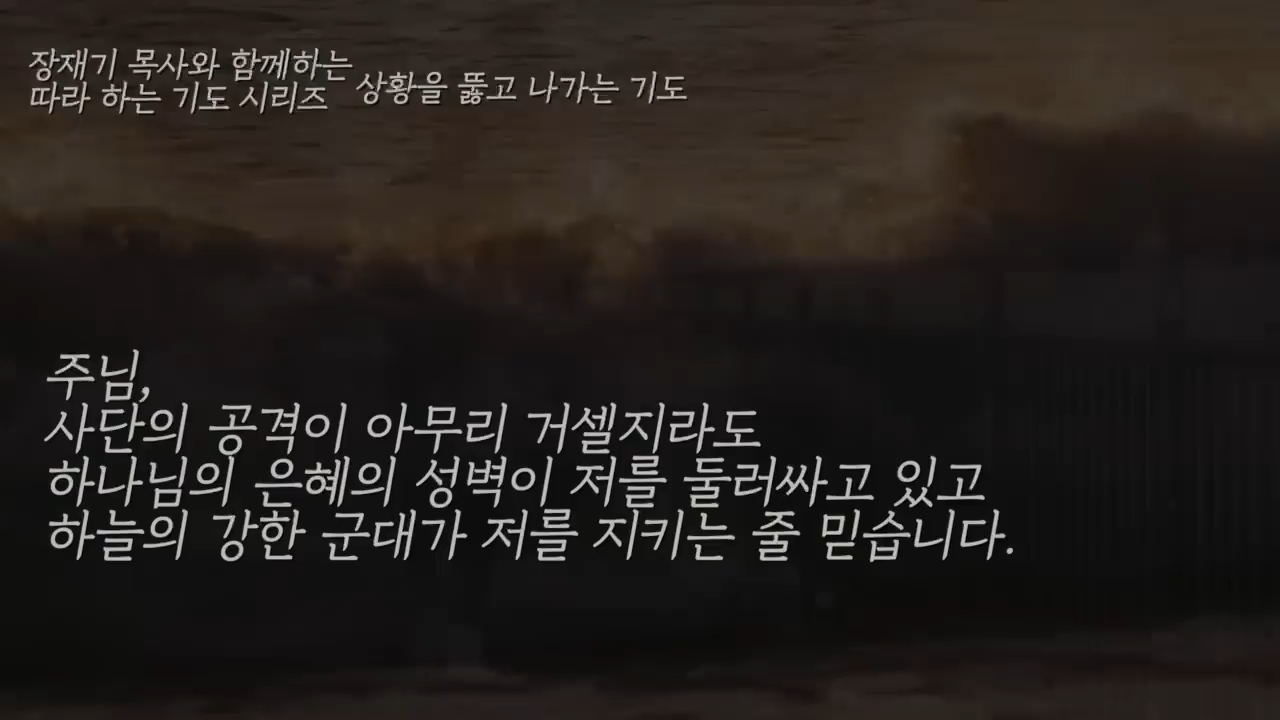 장재기 목사와 함께하는
따라 하는 기도 시리즈
상황을 뚫고 나가는 기도
주님,
사단의 공격이 아무리 거셀지라도
하나님의 은혜의 성벽이 저를 둘러싸고 있고
하늘의 강한 군대가 저를 지키는 줄 믿습니다.